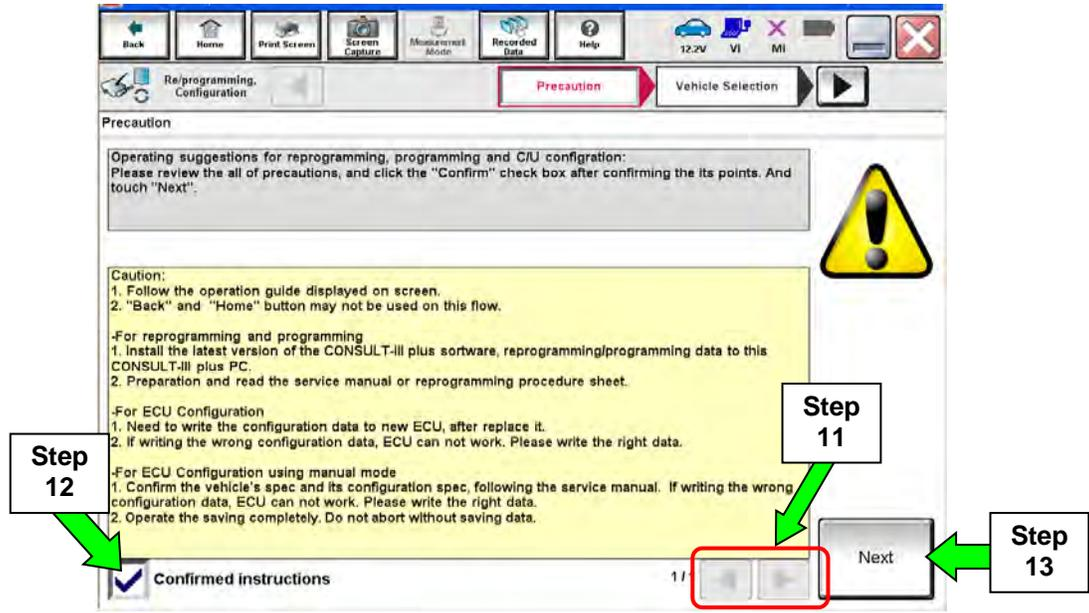 Back
Home
Print Screen
Screen Capture
Measurement Mode
Recorded Data
Help
12.2V
VI
MI
Re/programming, Configuration
Precaution
Vehicle Selection
Precaution
Operating suggestions for reprogramming, programming and C/U configration:
Please review the all of precautions, and click the "Confirm" check box after confirming the its points. And
touch "Next".
Caution:
1. Follow the operation guide displayed on screen.
2. "Back" and "Home" button may not be used on this flow.
-For reprogramming and programming
1. Install the latest version of the CONSULT-III plus sortware, reprogramming/programming data to this
CONSULT-III plus PC.
2. Preparation and read the service manual or reprogramming procedure sheet.
-For ECU Configuration
1. Need to write the configuration data to new ECU, after replace it.
2. If writing the wrong configuration data, ECU can not work. Please write the right data.
-For ECU Configuration using manual mode
1. Confirm the vehicle's spec and its configuration spec, following the service manual. If writing the wrong
configuration data, ECU can not work. Please write the right data.
2. Operate the saving completely. Do not abort without saving data.
Step
11
Step
12
Confirmed instructions
1/
Next
Step
13